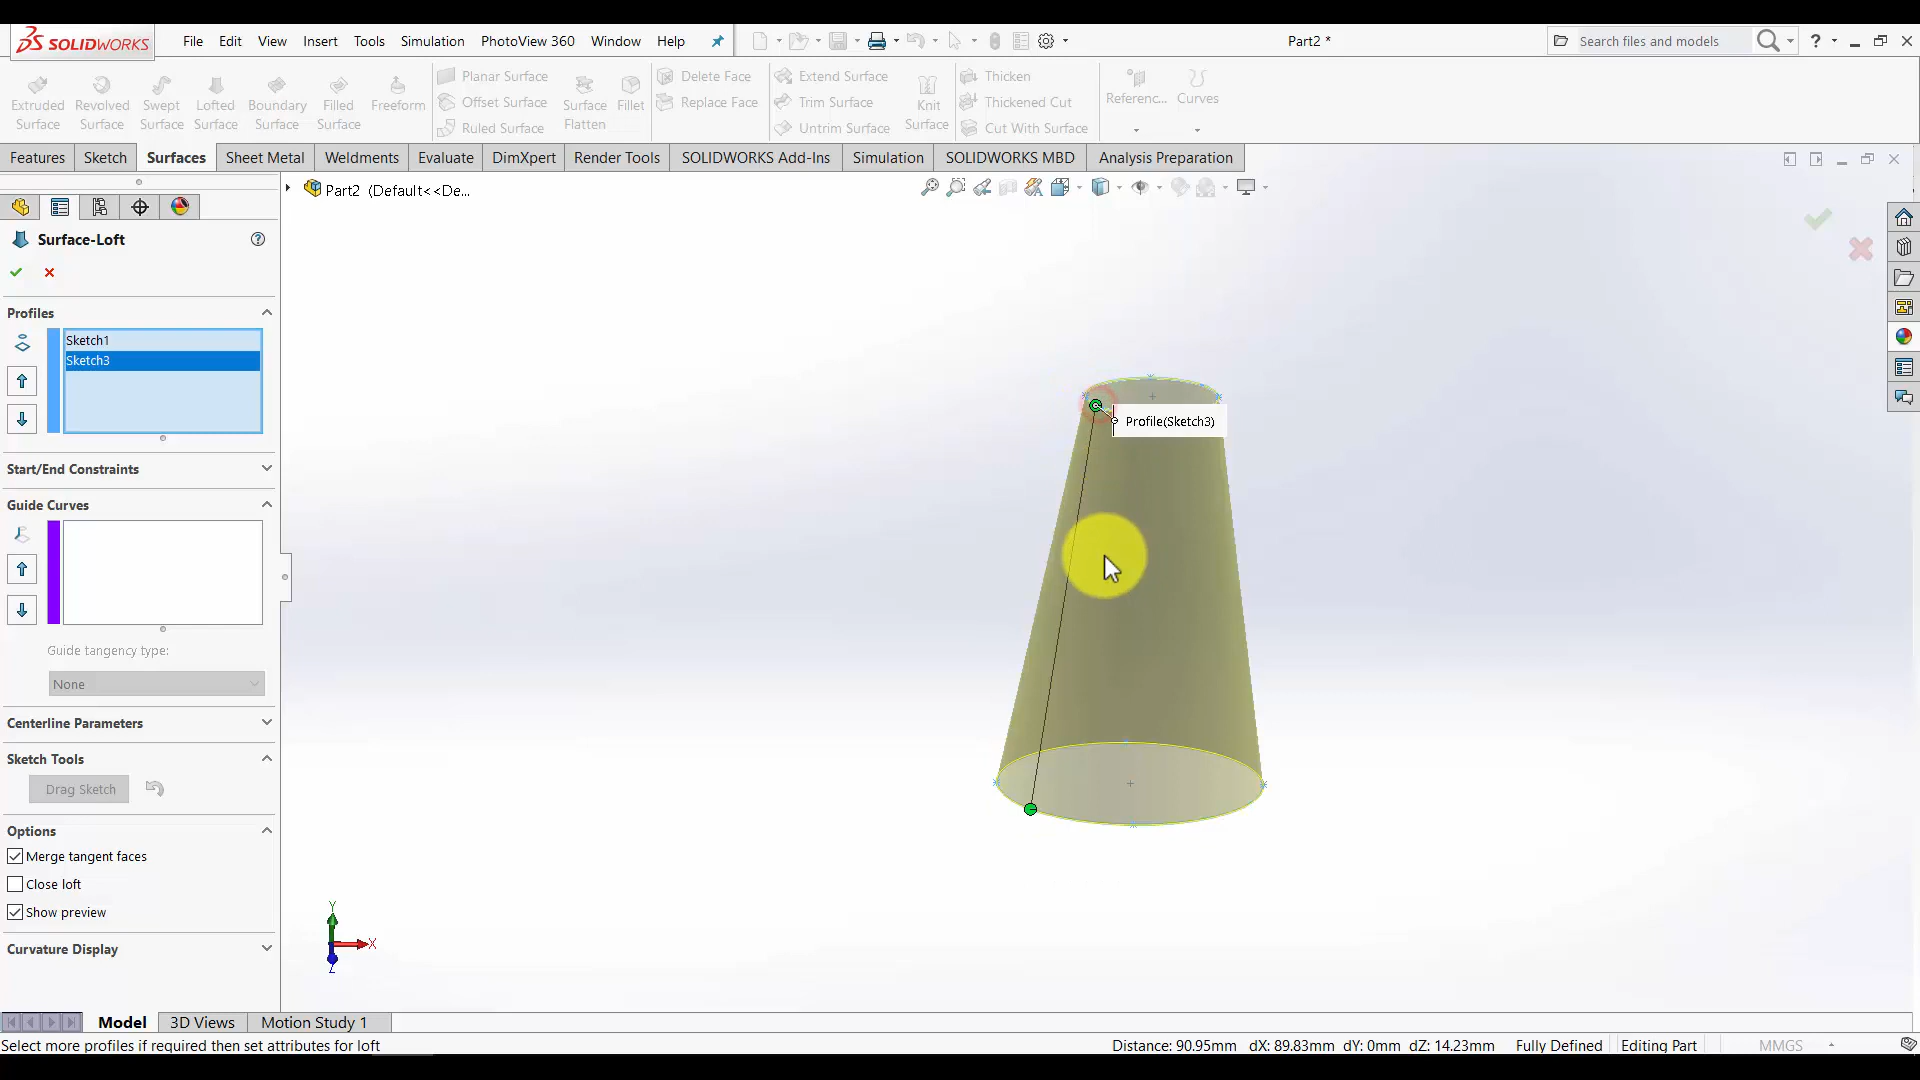 SOLIDWORKS File Edit View Insert Tools Simulation PhotoView 360 Window Help Part2 * Search files and models ?
Extruded Surface
Revolved Surface
Swept Surface
Lofted Surface
Boundary Surface
Filled Surface
Freeform
Planar Surface
Offset Surface
Ruled Surface
Surface Flatten
Fillet
Delete Face
Replace Face
Extend Surface
Trim Surface
Untrim Surface
Knit Surface
Thicken
Thickened Cut
Cut With Surface
Referenc...
Curves
Features Sketch Surfaces Sheet Metal Weldments Evaluate DimXpert Render Tools SOLIDWORKS Add-Ins Simulation SOLIDWORKS MBD Analysis Preparation
Part2 (Default<<De...
Surface-Loft
Profiles
Sketch1
Sketch3
Start/End Constraints
Guide Curves
Guide tangency type:
None
Centerline Parameters
Sketch Tools
Drag Sketch
Options
Merge tangent faces
Close loft
Show preview
Curvature Display
Profile(Sketch3)
Y
X
Z
Model 3D Views Motion Study 1
Select more profiles if required then set attributes for loft Distance: 90.95mm dX: 89.83mm dY: 0mm dZ: 14.23mm Fully Defined Editing Part MMGS